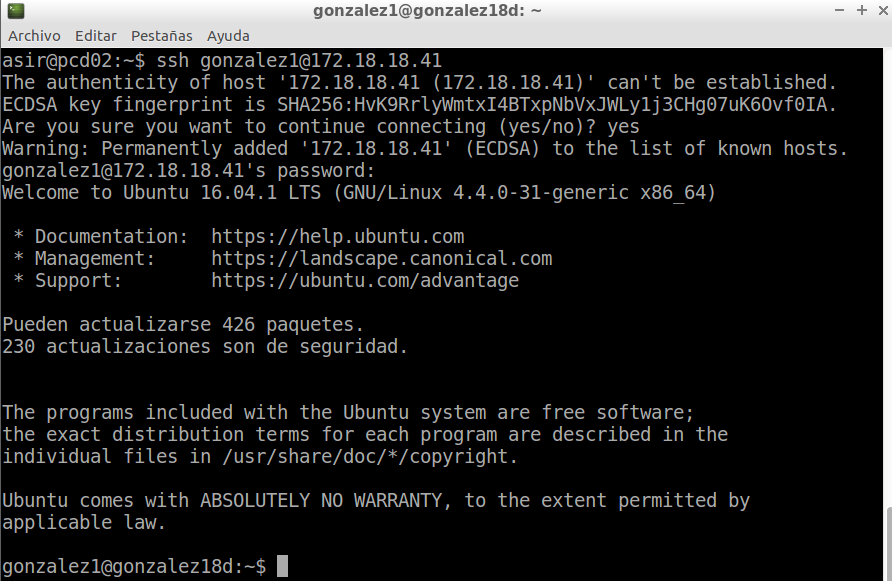 gonzalez1@gonzalez18d: ~
Archivo Editar Pestañas Ayuda
asir@pcd02:~$ ssh gonzalez1@172.18.18.41
The authenticity of host '172.18.18.41 (172.18.18.41)' can't be established.
ECDSA key fingerprint is SHA256:HvK9RrlyWmtxI4BTxpNbVxJWLy1j3CHg07uK6Ovf0IA.
Are you sure you want to continue connecting (yes/no)? yes
Warning: Permanently added '172.18.18.41' (ECDSA) to the list of known hosts.
gonzalez1@172.18.18.41's password:
Welcome to Ubuntu 16.04.1 LTS (GNU/Linux 4.4.0-31-generic x86_64)
* Documentation: https://help.ubuntu.com
* Management: https://landscape.canonical.com
* Support: https://ubuntu.com/advantage
Pueden actualizarse 426 paquetes.
230 actualizaciones son de seguridad.
The programs included with the Ubuntu system are free software;
the exact distribution terms for each program are described in the
individual files in /usr/share/doc/*/copyright.
Ubuntu comes with ABSOLUTELY NO WARRANTY, to the extent permitted by
applicable law.
gonzalez1@gonzalez18d:~$